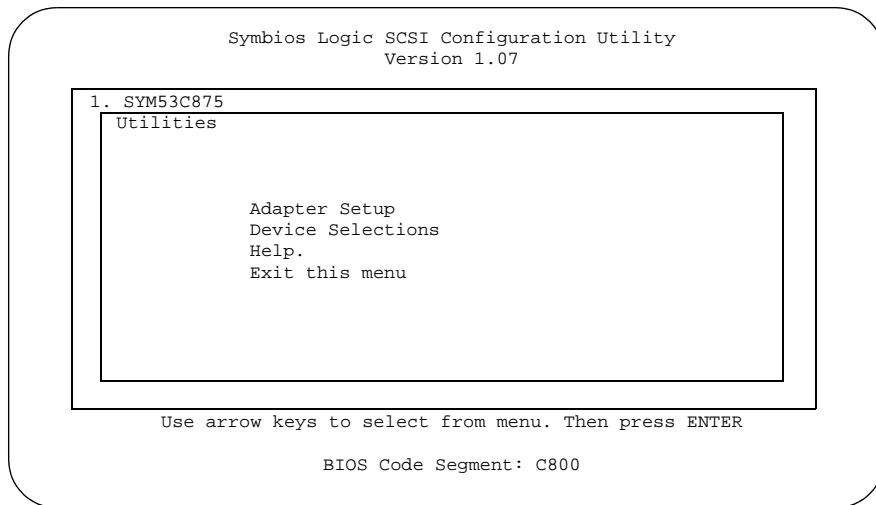 Symbios Logic SCSI Configuration Utility
Version 1.07
1. SYM53C875
Utilities
Adapter Setup
Device Selections
Help.
Exit this menu
Use arrow keys to select from menu. Then press ENTER
BIOS Code Segment: C800